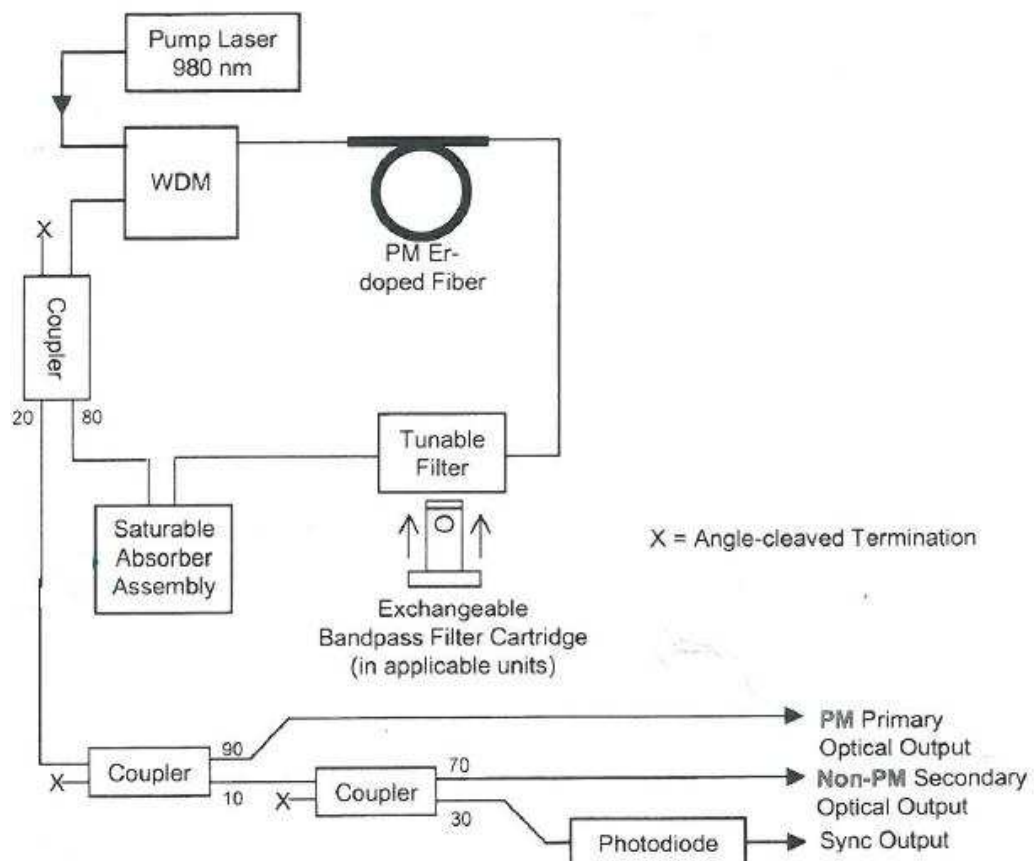 Pump Laser
980 nm
WDM
X
PM Er-
doped Fiber
Coupler
20
80
Tunable
Filter
Saturable
Absorber
Assembly
X = Angle-cleaved Termination
Exchangeable
Bandpass Filter Cartridge
(in applicable units)
PM Primary
Optical Output
90
Coupler
X
10
70
Non-PM Secondary
Optical Output
X
Coupler
30
Photodiode
Sync Output